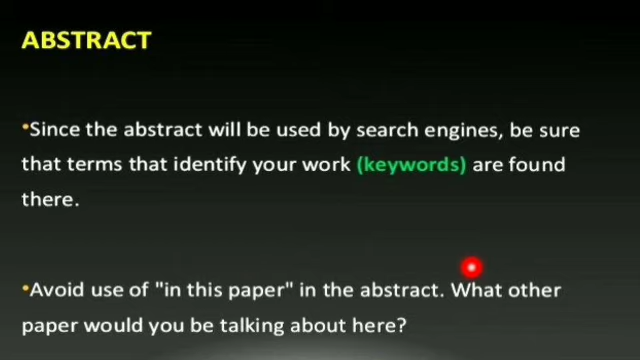 ABSTRACT
•Since the abstract will be used by search engines, be sure
that terms that identify your work (keywords) are found
there.
•Avoid use of "in this paper" in the abstract. What other
paper would you be talking about here?